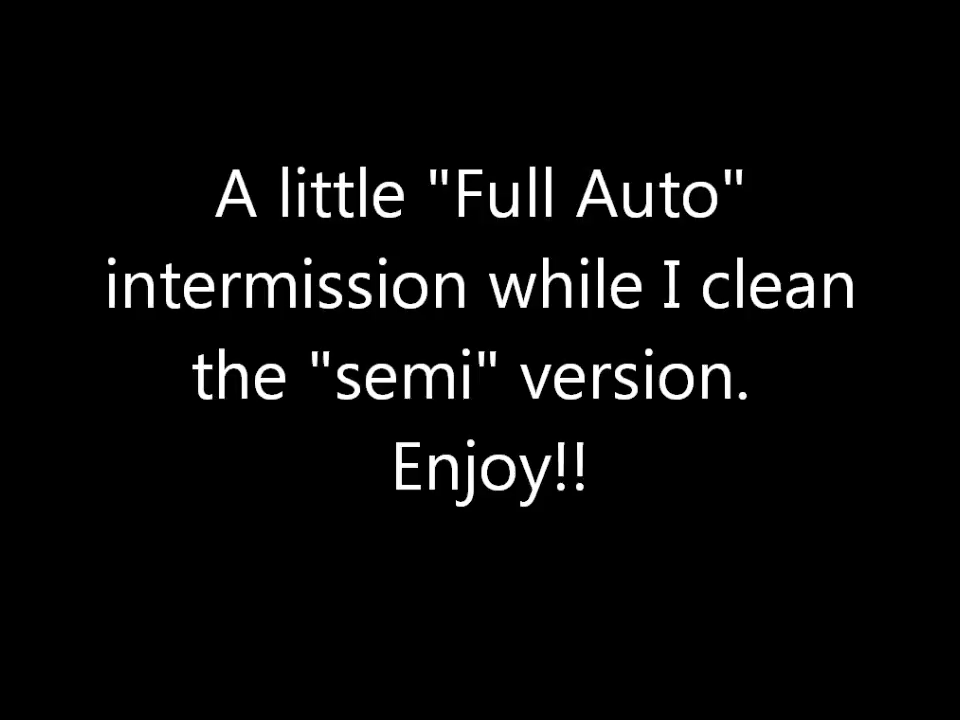 A little "Full Auto"
intermission while I clean
the "semi" version.
Enjoy!!